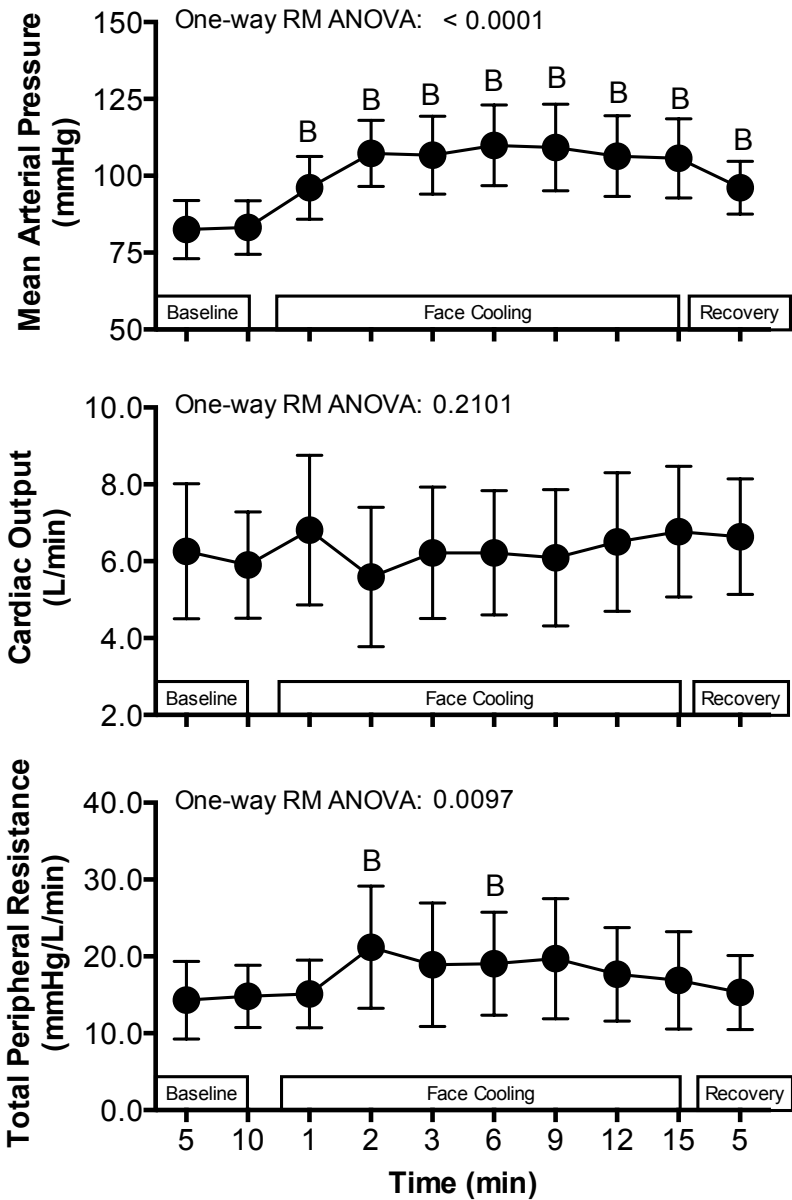 Mean Arterial Pressure
(mmHg)
One-way RM ANOVA: < 0.0001
150
125
100
75
50
B B B B B B B B
Baseline Face Cooling Recovery
Cardiac Output
(L/min)
One-way RM ANOVA: 0.2101
10.0
8.0
6.0
4.0
2.0
Baseline Face Cooling Recovery
Total Peripheral Resistance
(mmHg/L/min)
One-way RM ANOVA: 0.0097
40.0
30.0
20.0
10.0
0.0
B B
Baseline Face Cooling Recovery
5 10 1 2 3 6 9 12 15 5
Time (min)